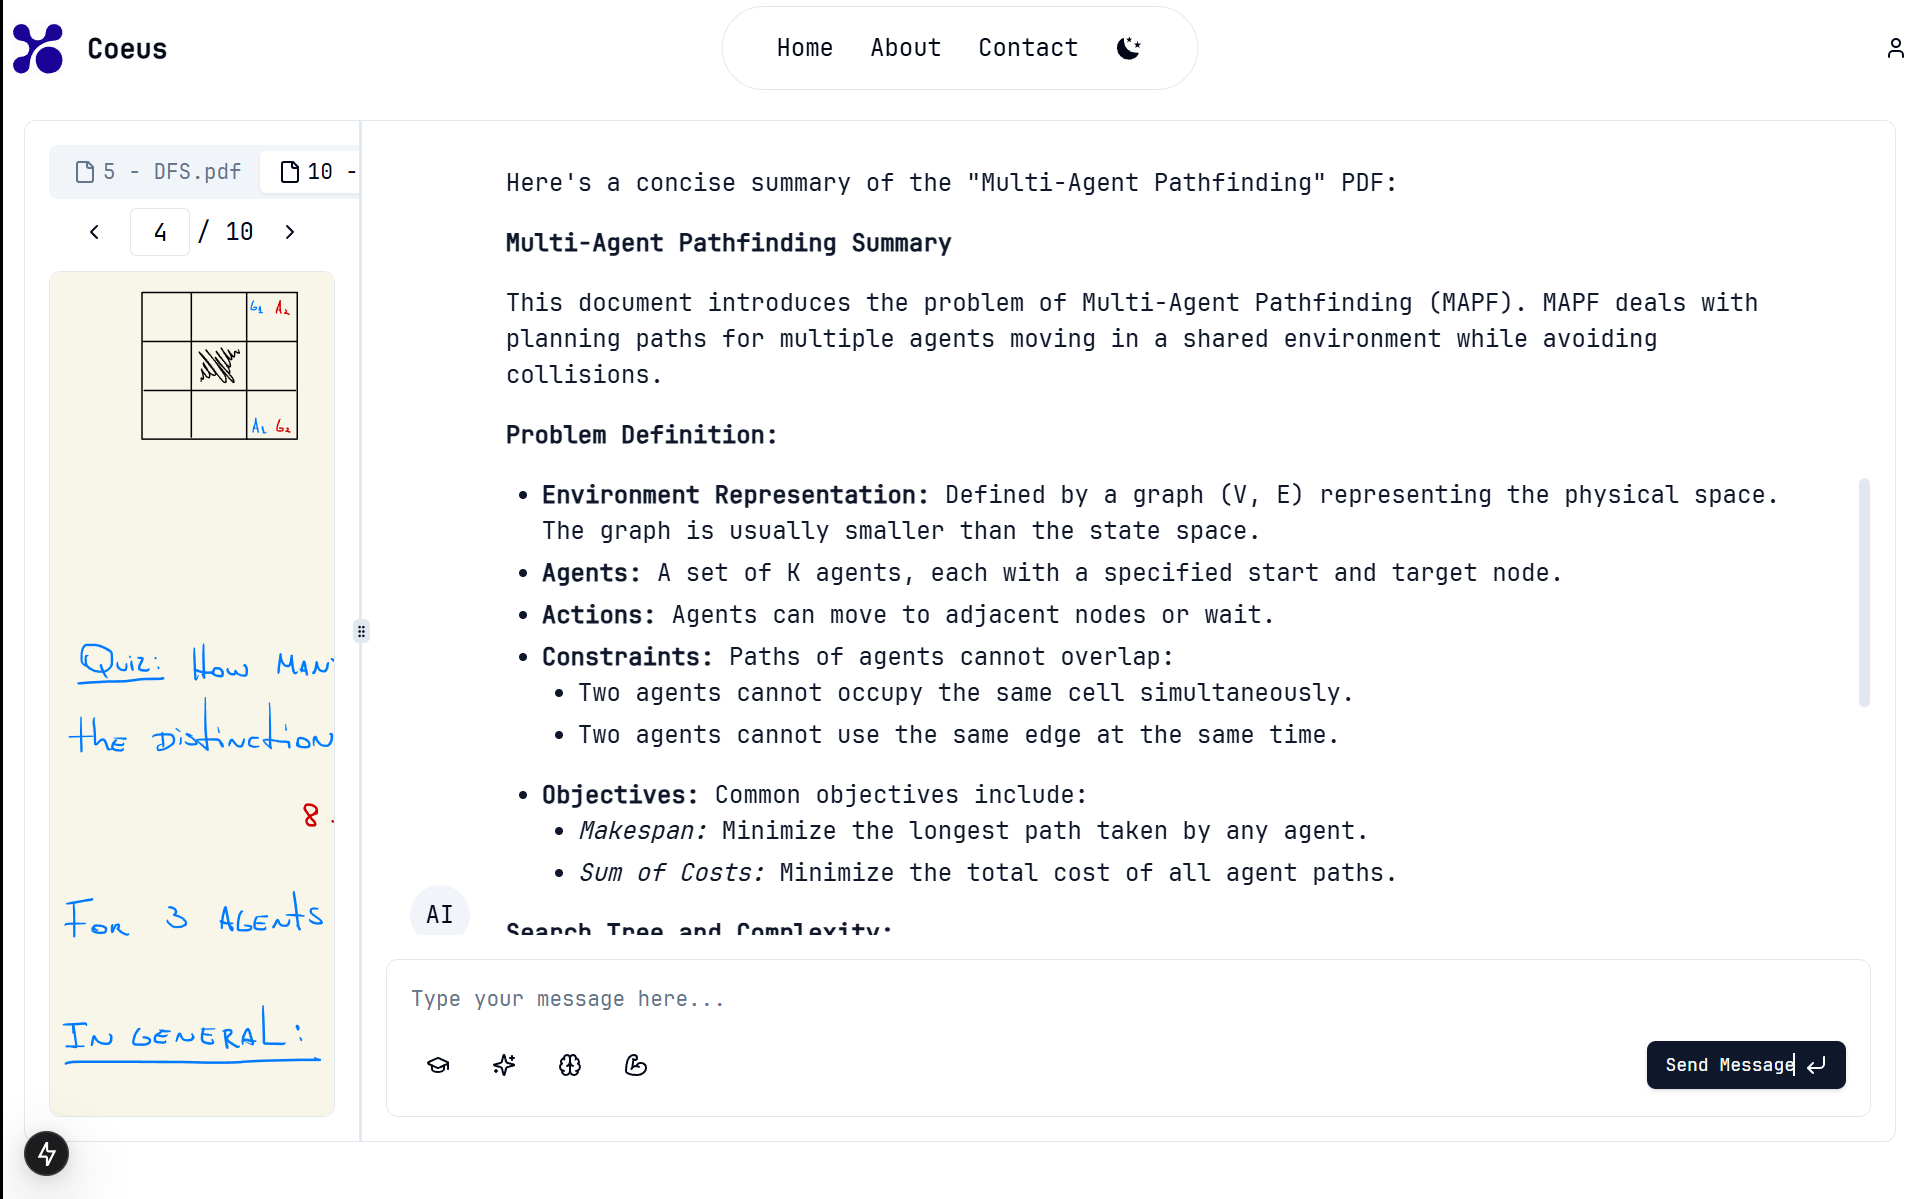 Coeus
Home About Contact
5 - DFS.pdf
10 -
4 / 10
G1 A2
A1 G2
Quiz: How MAN
the Distinction
8.
For 3 AGENTS
IN GENERAL:
Here's a concise summary of the "Multi-Agent Pathfinding" PDF:
Multi-Agent Pathfinding Summary
This document introduces the problem of Multi-Agent Pathfinding (MAPF). MAPF deals with
planning paths for multiple agents moving in a shared environment while avoiding
collisions.
Problem Definition:
• Environment Representation: Defined by a graph (V, E) representing the physical space.
The graph is usually smaller than the state space.
• Agents: A set of K agents, each with a specified start and target node.
• Actions: Agents can move to adjacent nodes or wait.
• Constraints: Paths of agents cannot overlap:
• Two agents cannot occupy the same cell simultaneously.
• Two agents cannot use the same edge at the same time.
• Objectives: Common objectives include:
• Makespan: Minimize the longest path taken by any agent.
• Sum of Costs: Minimize the total cost of all agent paths.
AI
Search Tree and Complexity:
Type your message here...
Send Message